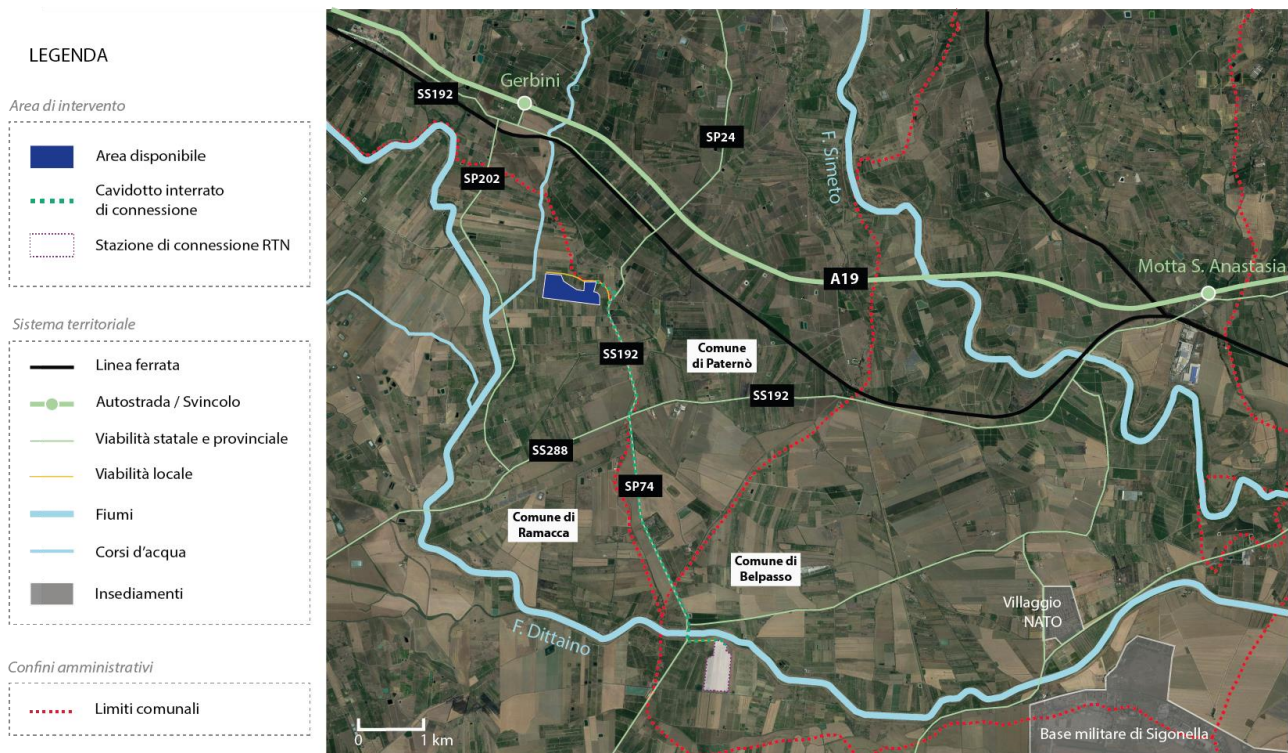 LEGENDA
Area di intervento
Area disponibile
Cavidotto interrato
di connessione
Stazione di connessione RTN
Sistema territoriale
Linea ferrata
Autostrada / Svincolo
Viabilità statale e provinciale
Viabilità locale
Fiumi
Corsi d'acqua
Insediamenti
Confini amministrativi
Limiti comunali
Gerbini
SS192
SP24
F. Simeto
SP202
Motta S. Anastasia
A19
SS192
Comune
di Paternò
SS192
SS288
SP74
Comune di
Ramacca
Comune di
Belpasso
Villaggio
NATO
F. Dittaino
0 1 km
Base militare di Sigonella